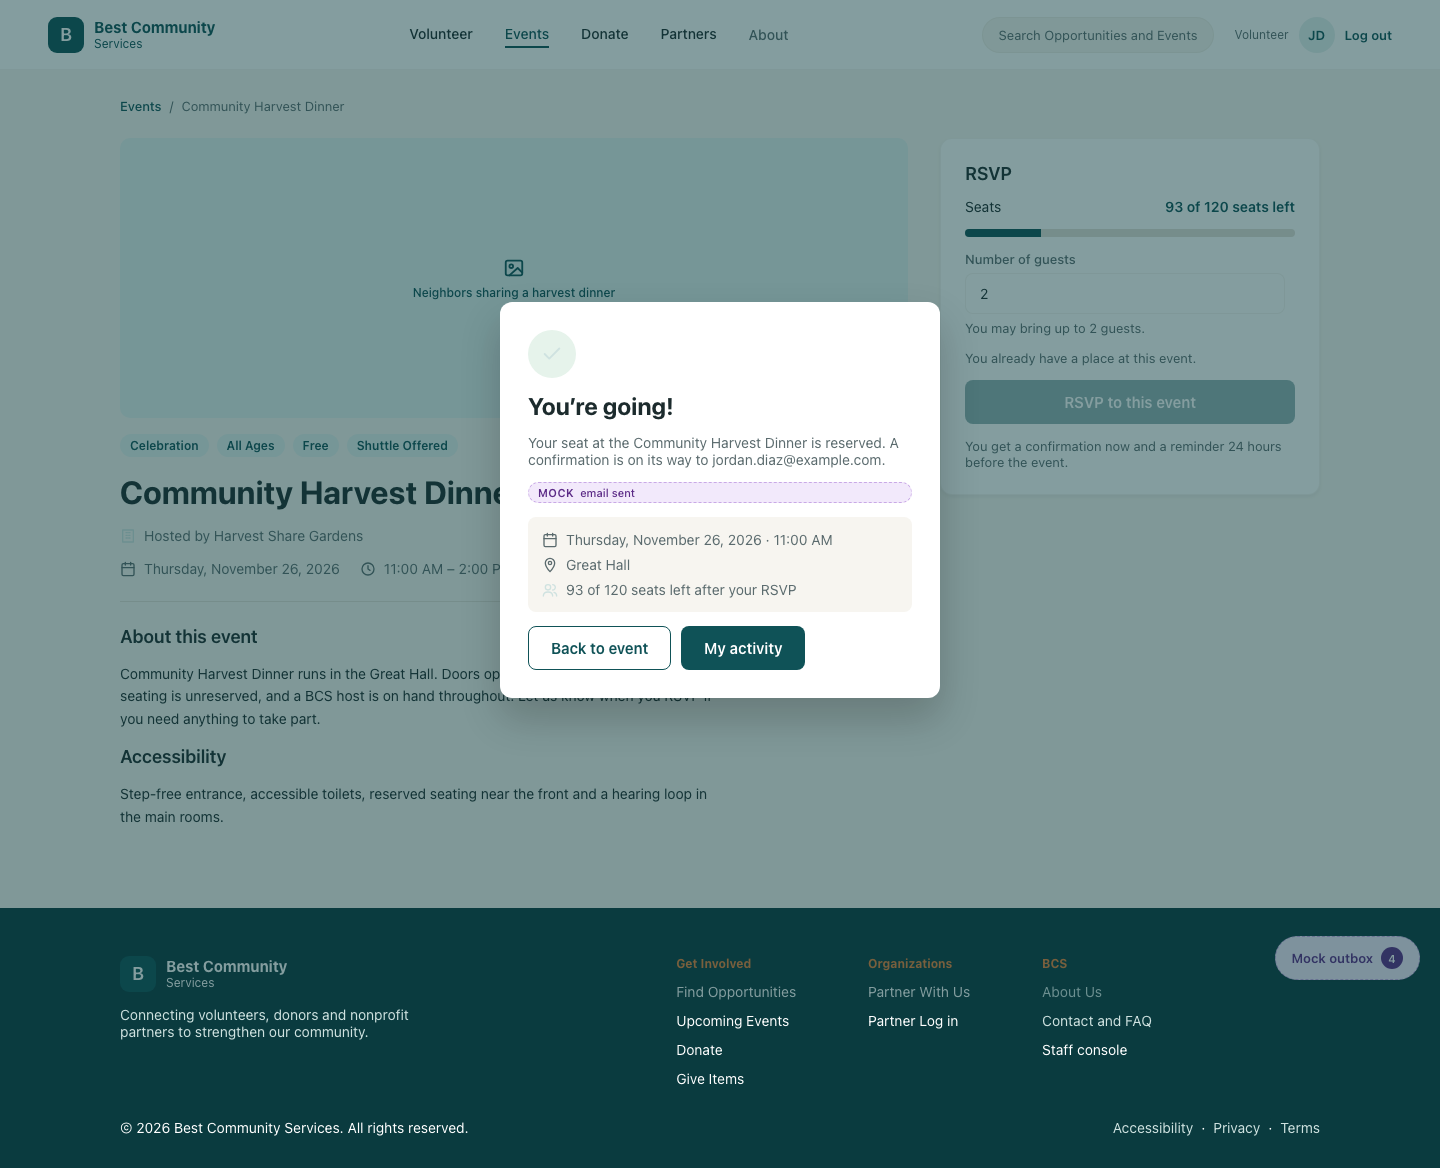 B
Best Community
Services
Volunteer
Events
Donate
Partners
About
Search Opportunities and Events
Volunteer
JD
Log out
Events / Community Harvest Dinner
Neighbors sharing a harvest dinner
Celebration
All Ages
Free
Shuttle Offered
Community Harvest Dinne
Hosted by Harvest Share Gardens
Thursday, November 26, 2026
11:00 AM – 2:00 P
About this event
Community Harvest Dinner runs in the Great Hall. Doors op
seating is unreserved, and a BCS host is on hand throughout. Let us know when you RSVP if
you need anything to take part.
Accessibility
Step-free entrance, accessible toilets, reserved seating near the front and a hearing loop in
the main rooms.
RSVP
Seats
93 of 120 seats left
Number of guests
2
You may bring up to 2 guests.
You already have a place at this event.
RSVP to this event
You get a confirmation now and a reminder 24 hours
before the event.
You're going!
Your seat at the Community Harvest Dinner is reserved. A
confirmation is on its way to jordan.diaz@example.com.
MOCK email sent
Thursday, November 26, 2026 · 11:00 AM
Great Hall
93 of 120 seats left after your RSVP
Back to event
My activity
B
Best Community
Services
Connecting volunteers, donors and nonprofit
partners to strengthen our community.
Get Involved
Find Opportunities
Upcoming Events
Donate
Give Items
Organizations
Partner With Us
Partner Log in
BCS
About Us
Contact and FAQ
Staff console
Mock outbox 4
© 2026 Best Community Services. All rights reserved.
Accessibility · Privacy · Terms